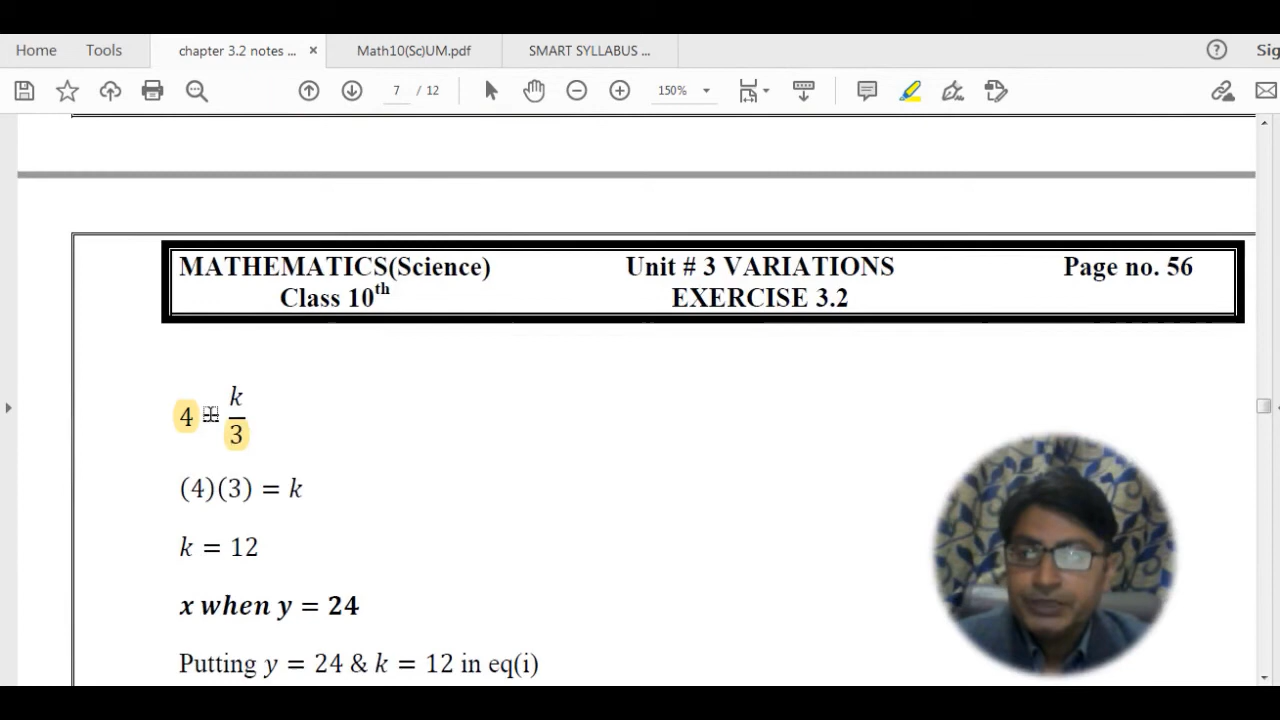 Home Tools chapter 3.2 notes ... × Math10(Sc)UM.pdf SMART SYLLABUS ... Sig
7 / 12 150%
MATHEMATICS(Science) Unit # 3 VARIATIONS Page no. 56
Class 10th EXERCISE 3.2
4 = k/3
(4)(3) = k
k = 12
x when y = 24
Putting y = 24 & k = 12 in eq(i)